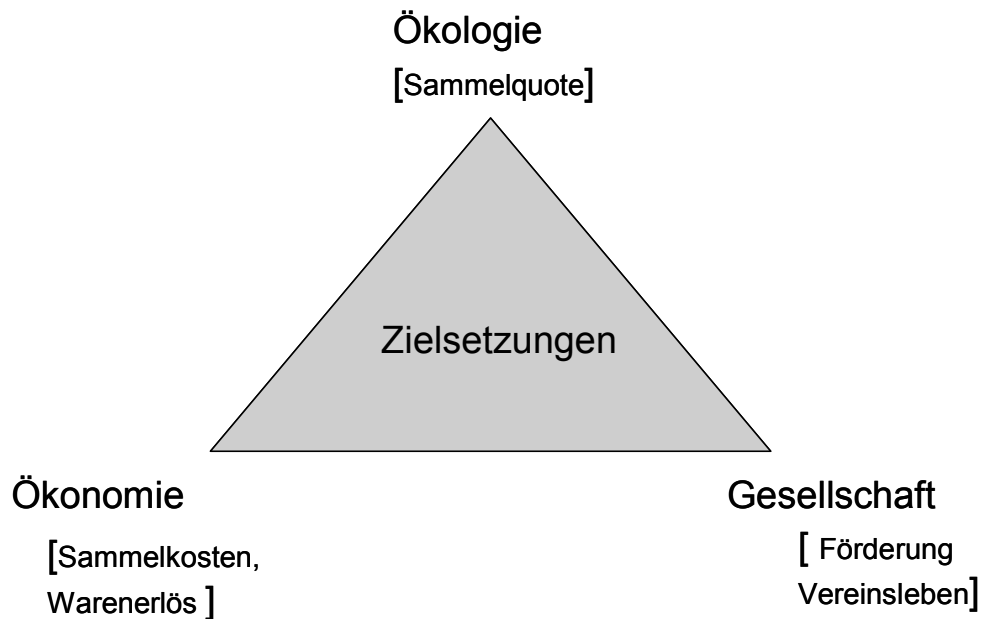 Ökologie
[Sammelquote]
Zielsetzungen
Ökonomie
[Sammelkosten,
Warenerlös ]
Gesellschaft
[ Förderung
Vereinsleben]